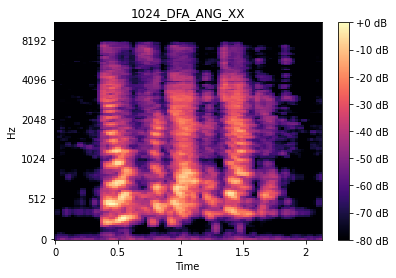 1024_DFA_ANG_XX
+0 dB
8192
-10 dB
4096
-20 dB
-30 dB
2048
Hz
-40 dB
1024
-50 dB
512
-60 dB
-70 dB
0
-80 dB
0 0.5 1 1.5 2
Time